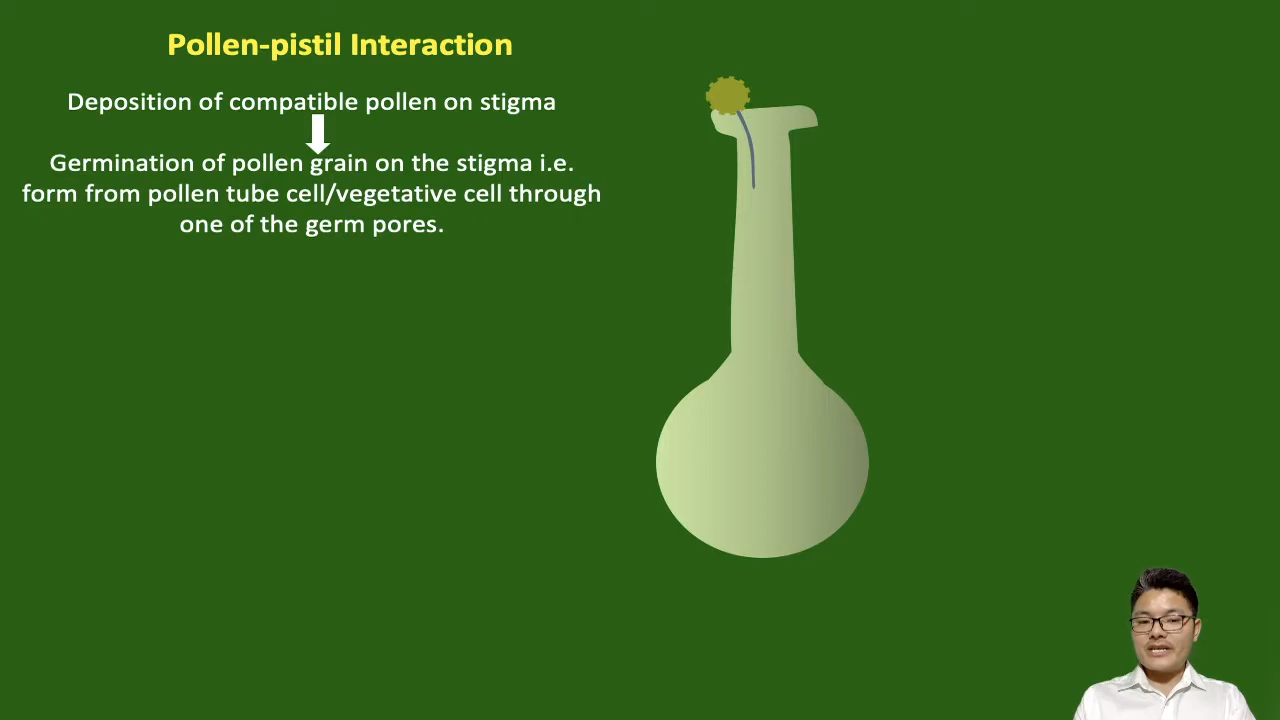 Pollen-pistil Interaction
Deposition of compatible pollen on stigma
Germination of pollen grain on the stigma i.e.
form from pollen tube cell/vegetative cell through
one of the germ pores.